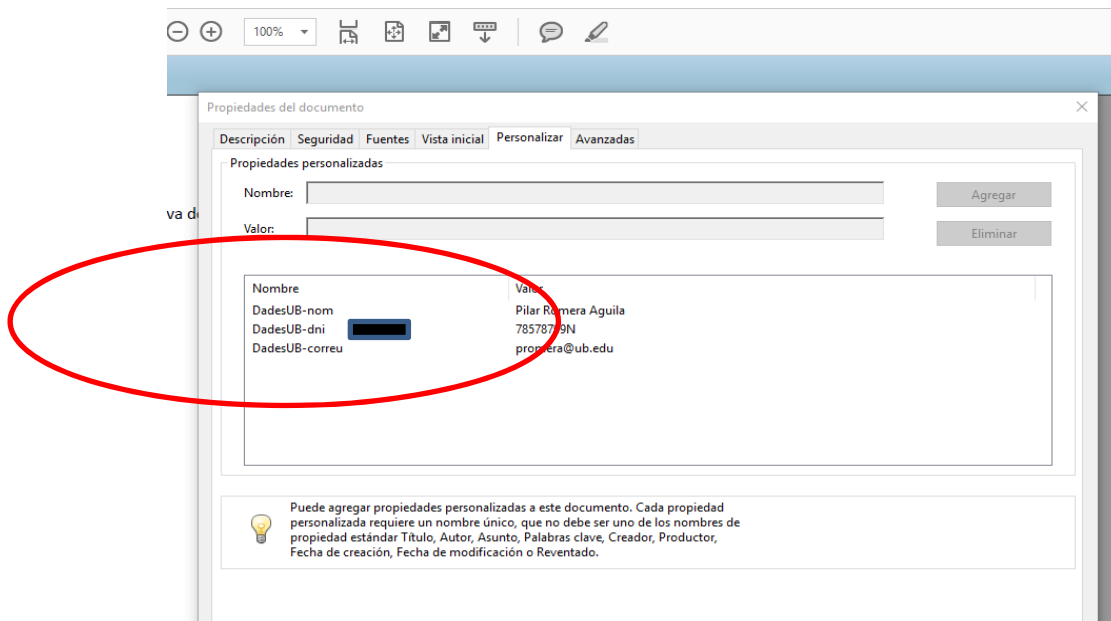 100%
Propiedades del documento
Descripción Seguridad Fuentes Vista inicial Personalizar Avanzadas
Propiedades personalizadas
Nombre:
Agregar
va
Valor:
Eliminar
Nombre Valor
DadesUB-nom Pilar Romera Aguila
DadesUB-dni
DadesUB-correu promera@ub.edu
Puede agregar propiedades personalizadas a este documento. Cada propiedad
personalizada requiere un nombre único, que no debe ser uno de los nombres de
propiedad estándar Título, Autor, Asunto, Palabras clave, Creador, Productor,
Fecha de creación, Fecha de modificación o Reventado.